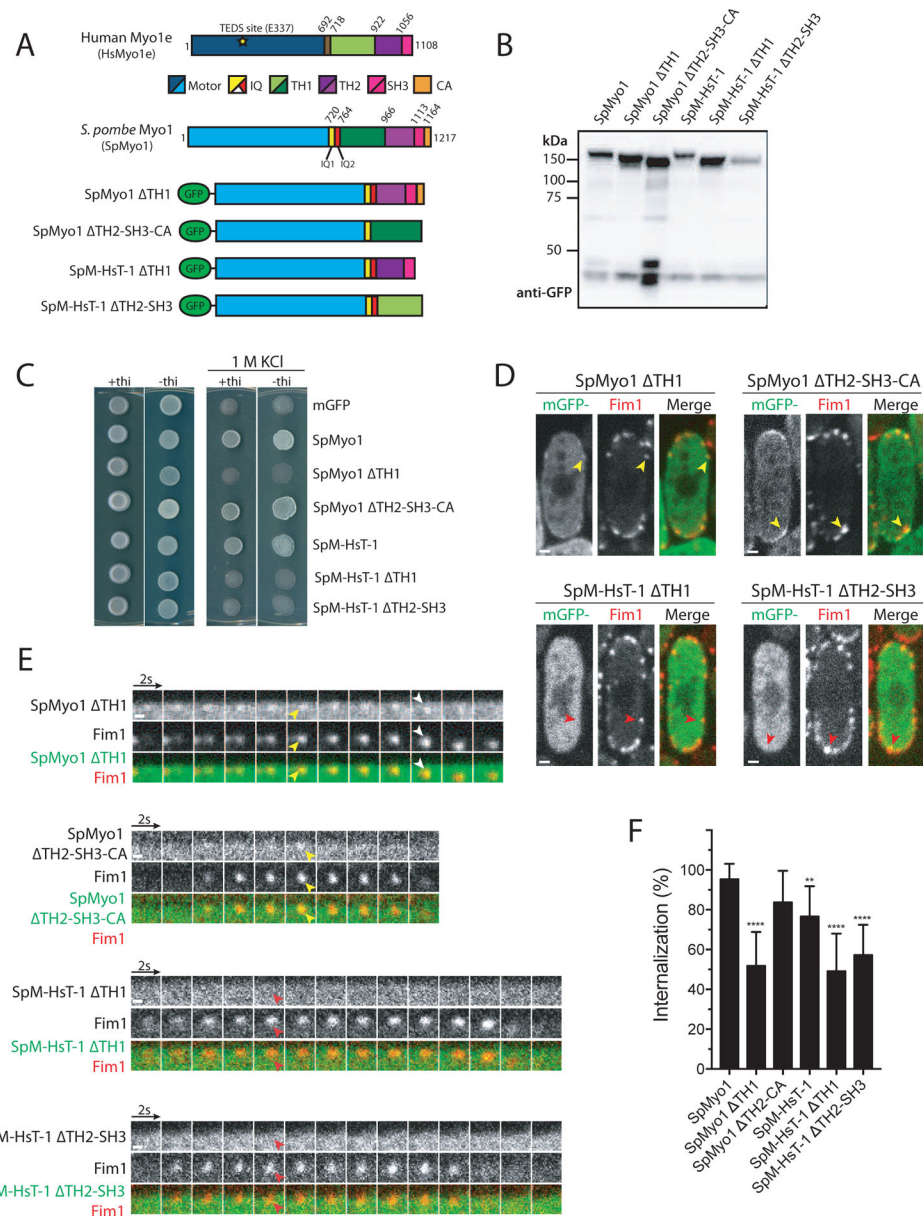 A
TEDS site (E337)
692
718
922
1056
Human Myo1e
(HsMyo1e)
1
1108
Motor
IQ
TH1
TH2
SH3
CA
720
764
966
1113
1164
S. pombe Myo1
(SpMyo1)
1
1217
IQ1
IQ2
SpMyo1 ΔTH1
GFP
SpMyo1 ΔTH2-SH3-CA
GFP
SpM-HsT-1 ΔTH1
GFP
SpM-HsT-1 ΔTH2-SH3
GFP
B
SpMyo1
SpMyo1 ΔTH1
SpMyo1 ΔTH2-SH3-CA
SpM-HsT-1
SpM-HsT-1 ΔTH1
SpM-HsT-1 ΔTH2-SH3
kDa
150
100
75
50
anti-GFP
C
1 M KCl
+thi
-thi
+thi
-thi
mGFP
SpMyo1
SpMyo1 ΔTH1
SpMyo1 ΔTH2-SH3-CA
SpM-HsT-1
SpM-HsT-1 ΔTH1
SpM-HsT-1 ΔTH2-SH3
D
SpMyo1 ΔTH1
mGFP-
Fim1
Merge
SpMyo1 ΔTH2-SH3-CA
mGFP-
Fim1
Merge
SpM-HsT-1 ΔTH1
mGFP-
Fim1
Merge
SpM-HsT-1 ΔTH2-SH3
mGFP-
Fim1
Merge
E
2s
SpMyo1 ΔTH1
Fim1
SpMyo1 ΔTH1
Fim1
2s
SpMyo1
ΔTH2-SH3-CA
Fim1
SpMyo1
ΔTH2-SH3-CA
Fim1
2s
SpM-HsT-1 ΔTH1
Fim1
SpM-HsT-1 ΔTH1
Fim1
2s
M-HsT-1 ΔTH2-SH3
Fim1
M-HsT-1 ΔTH2-SH3
Fim1
F
Internalization (%)
100
80
60
40
20
0
****
**
****
****
SpMyo1
SpMyo1 ΔTH1
SpMyo1 ΔTH2-CA
SpM-HsT-1
SpM-HsT-1 ΔTH1
SpM-HsT-1 ΔTH2-SH3